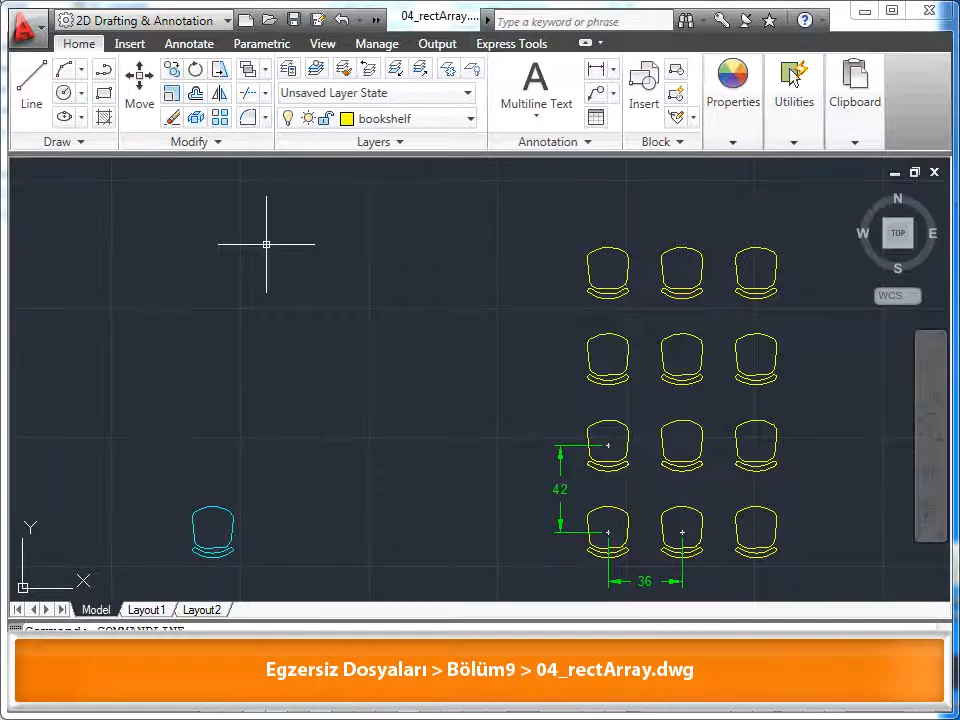 2D Drafting & Annotation
04_rectArray....
Type a keyword or phrase
Home Insert Annotate Parametric View Manage Output Express Tools
Line
Move
Unsaved Layer State
bookshelf
A
Multiline Text
Insert
Properties
Utilities
Clipboard
Draw Modify Layers Annotation Block
N
W TOP E
S
WCS
42
36
Y
X
Model Layout1 Layout2
Command: COMMANDLINE
Egzersiz Dosyaları > Bölüm9 > 04_rectArray.dwg